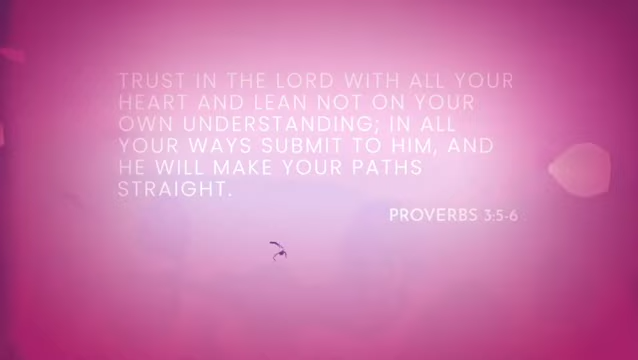 TRUST IN THE LORD WITH ALL YOUR
HEART AND LEAN NOT ON YOUR
OWN UNDERSTANDING; IN ALL
YOUR WAYS SUBMIT TO HIM, AND
HE WILL MAKE YOUR PATHS
STRAIGHT.
PROVERBS 3:5-6